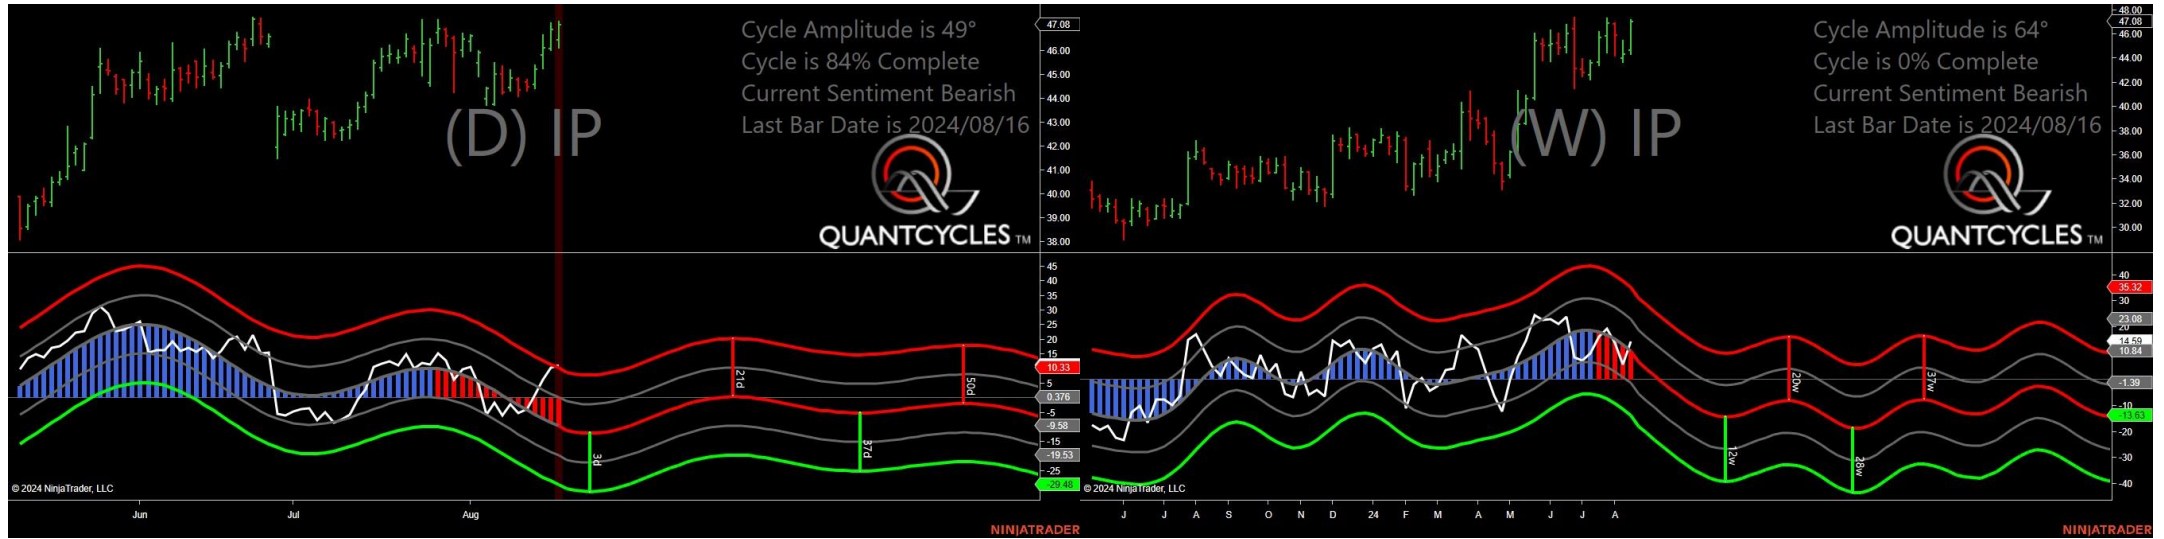 Cycle Amplitude is 49°
Cycle is 84% Complete
Current Sentiment Bearish
Last Bar Date is 2024/08/16
(D) IP
QUANTCYCLES TM
47.08
46.00
45.00
44.00
43.00
42.00
41.00
40.00
39.00
38.00
45
40
35
30
25
20
15
10.33
5
0.376
-5
-9.58
-15
-19.53
-25
-29.48
3d
21d
37d
50d
© 2024 NinjaTrader, LLC
Jun Jul Aug
NINJATRADER
Cycle Amplitude is 64°
Cycle is 0% Complete
Current Sentiment Bearish
Last Bar Date is 2024/08/16
(W) IP
QUANTCYCLES TM
48.00
47.08
46.00
44.00
42.00
40.00
38.00
36.00
34.00
32.00
30.00
40
35.32
30
23.08
20
14.59
10.84
-1.39
-10
-13.63
-20
-30
-40
12w
20w
28w
37w
© 2024 NinjaTrader, LLC
J J A S O N D 24 F M A M J J A
NINJATRADER